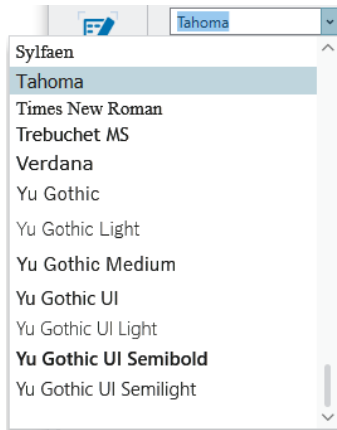 Tahoma
Sylfaen
Tahoma
Times New Roman
Trebuchet MS
Verdana
Yu Gothic
Yu Gothic Light
Yu Gothic Medium
Yu Gothic UI
Yu Gothic UI Light
Yu Gothic UI Semibold
Yu Gothic UI Semilight